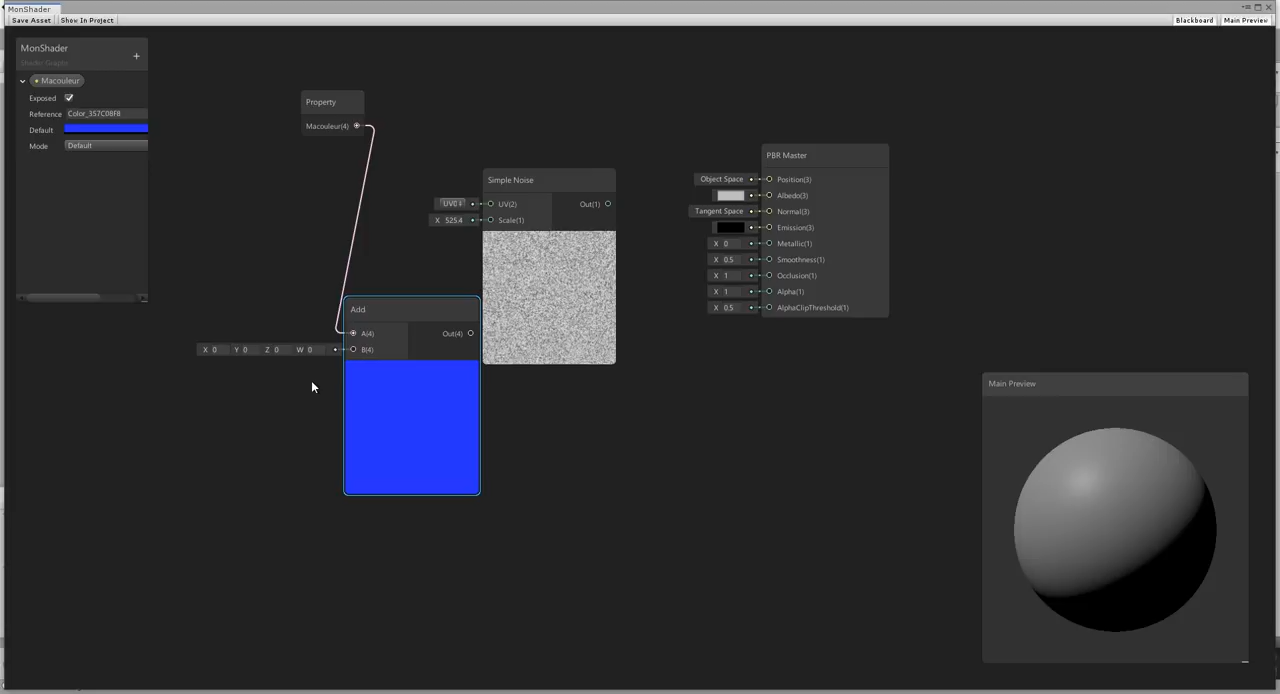 MonShader
Save Asset Show In Project Blackboard Main Preview
MonShader
Shader Graphs
Macouleur
Exposed
Reference Color_357C08F8
Default
Mode Default
Property
Macouleur(4)
Simple Noise
UV0 UV(2) Out(1)
X 525.4 Scale(1)
PBR Master
Object Space Position(3)
Albedo(3)
Tangent Space Normal(3)
Emission(3)
X 0 Metallic(1)
X 0.5 Smoothness(1)
X 1 Occlusion(1)
X 1 Alpha(1)
X 0.5 AlphaClipThreshold(1)
Add
A(4) Out(4)
X 0 Y 0 Z 0 W 0 B(4)
Main Preview